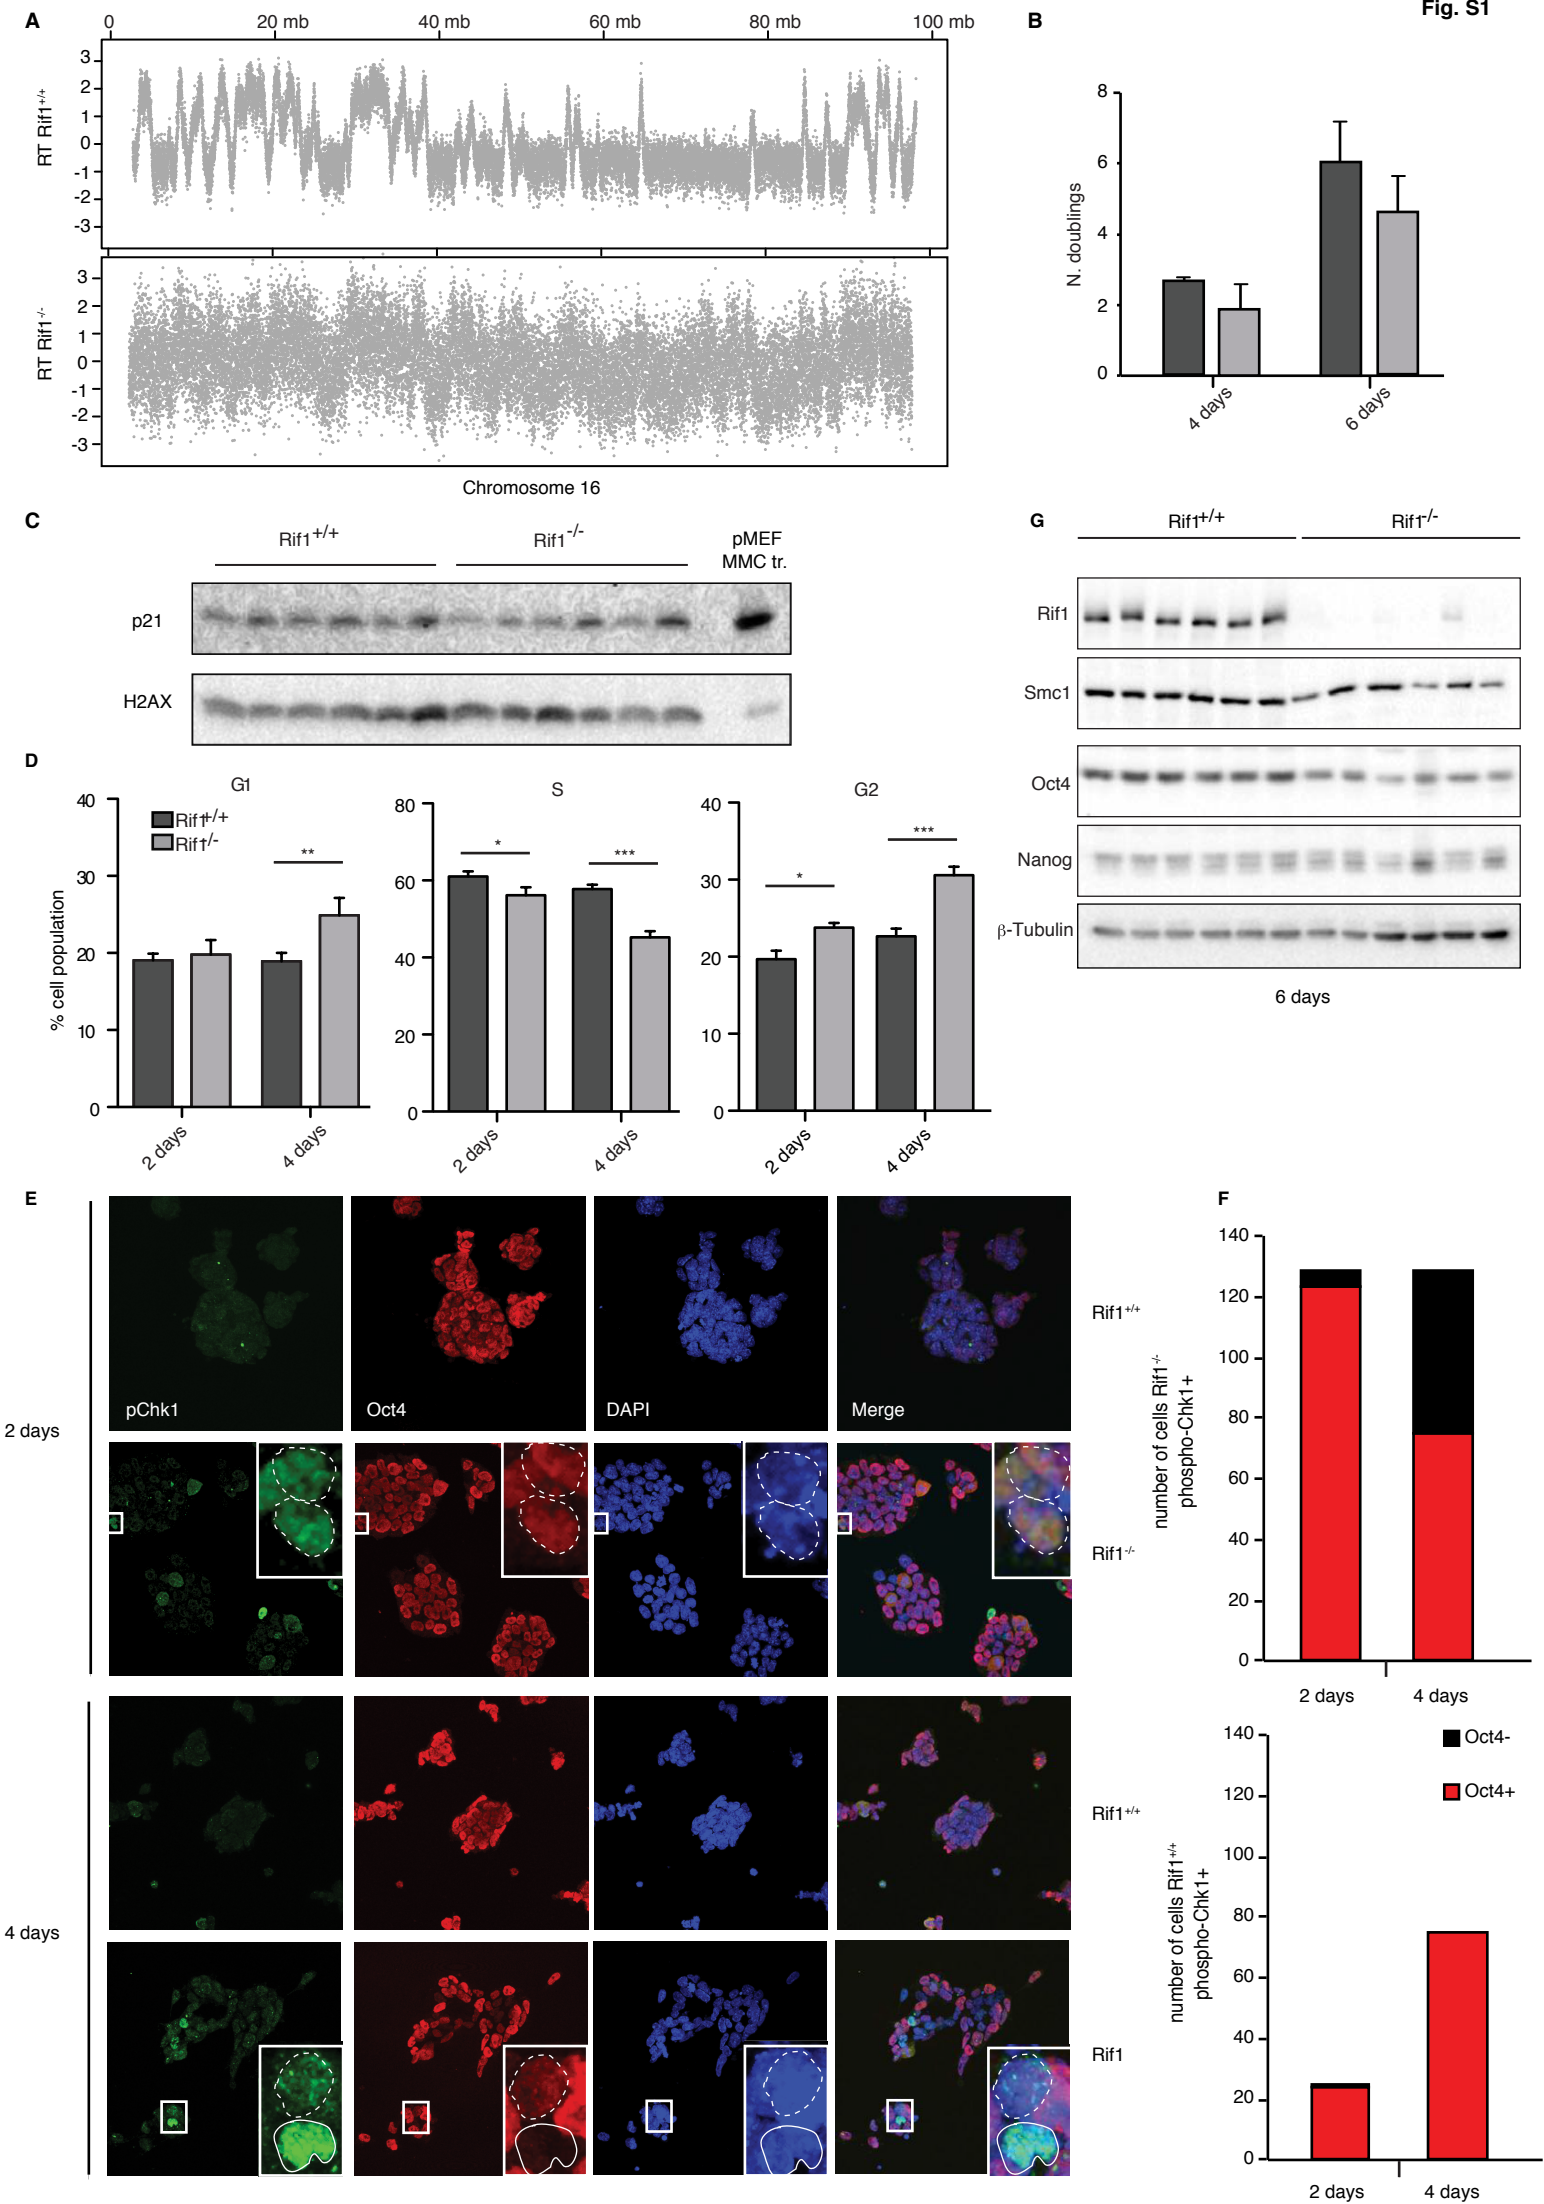 Fig. S1
A
0 20 mb 40 mb 60 mb 80 mb 100 mb
RT Rif1+/+
3
2
1
0
-1
-2
-3
RT Rif1-/-
3
2
1
0
-1
-2
-3
Chromosome 16
B
N. doublings
8
6
4
2
0
4 days 6 days
C
Rif1+/+ Rif1-/- pMEF
MMC tr.
p21
H2AX
D
% cell population
G1
40
30
20
10
0
Rif1+/+
Rif1-/-
**
2 days 4 days
S
80
60
40
20
0
* ***
2 days 4 days
G2
40
30
20
10
0
* ***
2 days 4 days
G
Rif1+/+ Rif1-/-
Rif1
Smc1
Oct4
Nanog
β-Tubulin
6 days
E
2 days
pChk1 Oct4 DAPI Merge
Rif1+/+
Rif1-/-
4 days
Rif1+/+
Rif1
F
number of cells Rif1-/-
phospho-Chk1+
140
120
100
80
60
40
20
0
2 days 4 days
number of cells Rif1+/+
phospho-Chk1+
140
120
100
80
60
40
20
0
Oct4-
Oct4+
2 days 4 days